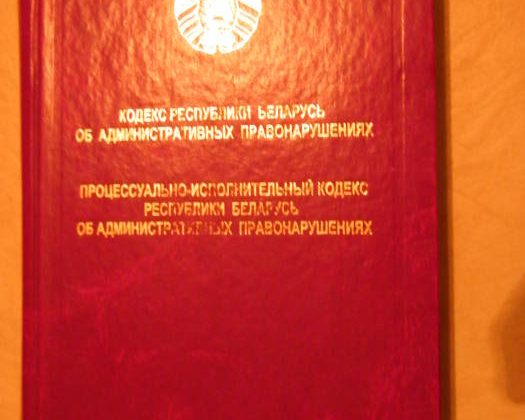 КОДЕКС РЕСПУБЛИКИ БЕЛАРУСЬ
ОБ АДМИНИСТРАТИВНЫХ ПРАВОНАРУШЕНИЯХ
ПРОЦЕССУАЛЬНО-ИСПОЛНИТЕЛЬНЫЙ КОДЕКС
РЕСПУБЛИКИ БЕЛАРУСЬ
ОБ АДМИНИСТРАТИВНЫХ ПРАВОНАРУШЕНИЯХ